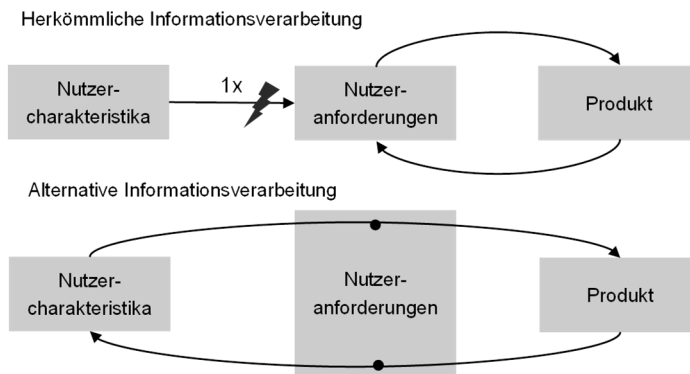 Herkömmliche Informationsverarbeitung
Nutzer-
charakteristika
1x
Nutzer-
anforderungen
Produkt
Alternative Informationsverarbeitung
Nutzer-
charakteristika
Nutzer-
anforderungen
Produkt